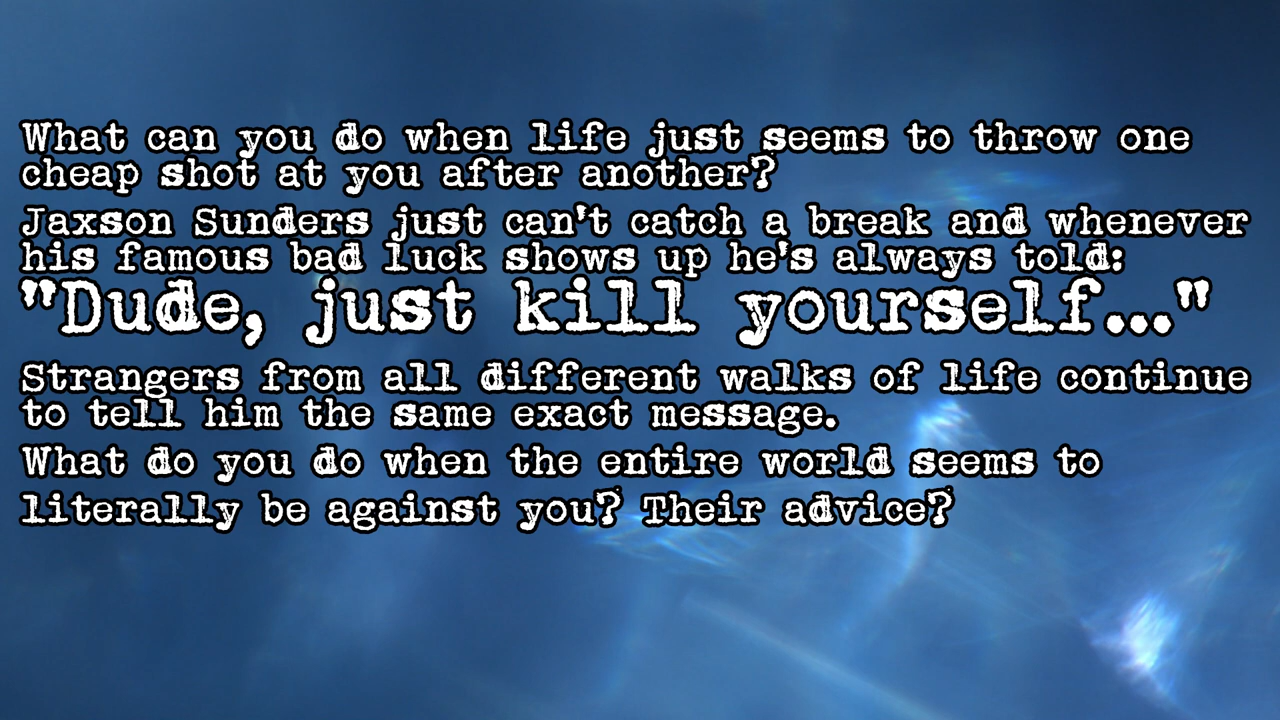 What can you do when life just seems to throw one
cheap shot at you after another?
Jaxson Sunders just can't catch a break and whenever
his famous bad luck shows up he's always told:
"Dude, just kill yourself..."
Strangers from all different walks of life continue
to tell him the same exact message.
What do you do when the entire world seems to
literally be against you? Their advice?